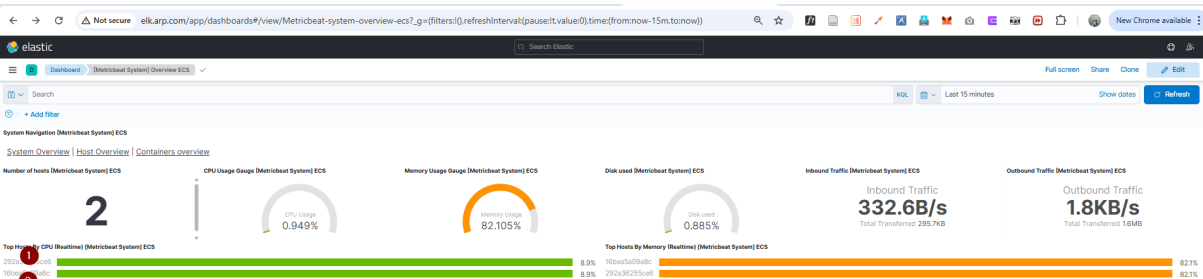 Not secure
elk.arp.com/app/dashboards#/view/Metricbeat-system-overview-ecs?_g=(filters:!(),refreshInterval:(pause:!t,value:0),time:(from:now-15m,to:now))
New Chrome available
elastic
Search Elastic
D
Dashboard
[Metricbeat System] Overview ECS
Full screen
Share
Clone
Edit
Search
KQL
Last 15 minutes
Show dates
Refresh
+ Add filter
System Navigation [Metricbeat System] ECS
System Overview | Host Overview | Containers overview
Number of hosts [Metricbeat System] ECS
2
CPU Usage Gauge [Metricbeat System] ECS
CPU Usage
0.949%
Memory Usage Gauge [Metricbeat System] ECS
Memory Usage
82.105%
Disk used [Metricbeat System] ECS
Disk used
0.885%
Inbound Traffic [Metricbeat System] ECS
Inbound Traffic
332.6B/s
Total Transferred 295.7KB
Outbound Traffic [Metricbeat System] ECS
Outbound Traffic
1.8KB/s
Total Transferred 1.6MB
Top Hosts By CPU (Realtime) [Metricbeat System] ECS
1
8.9%
8.9%
Top Hosts By Memory (Realtime) [Metricbeat System] ECS
16baa5a09a8c
82.1%
292a36255ce6
82.1%